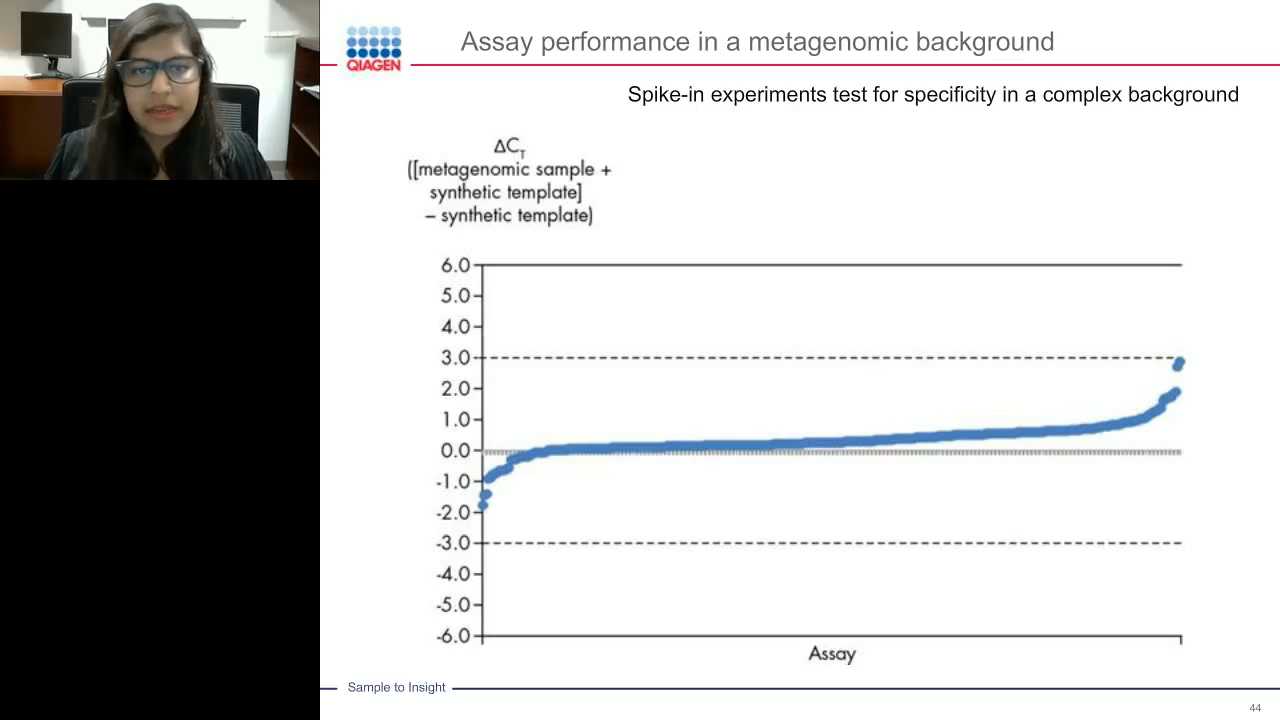 QIAGEN
Assay performance in a metagenomic background
Spike-in experiments test for specificity in a complex background
ΔC_T
([metagenomic sample +
synthetic template]
– synthetic template)
6.0
5.0
4.0
3.0
2.0
1.0
0.0
-1.0
-2.0
-3.0
-4.0
-5.0
-6.0
Assay
Sample to Insight
44